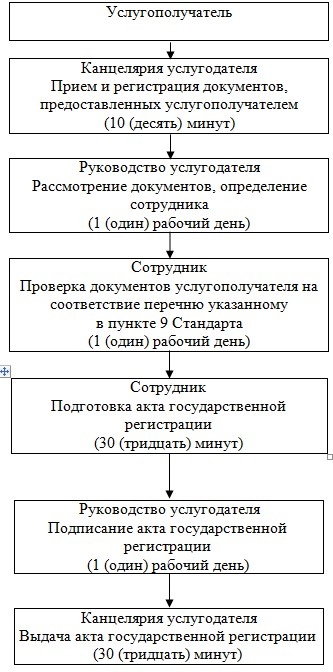 Услугополучатель
Канцелярия услугодателя
Прием и регистрация документов,
предоставленных услугополучателем
(10 (десять) минут)
Руководство услугодателя
Рассмотрение документов, определение
сотрудника
(1 (один) рабочий день)
Сотрудник
Проверка документов услугополучателя на
соответствие перечню указанному
в пункте 9 Стандарта
(1 (один) рабочий день)
Сотрудник
Подготовка акта государственной
регистрации
(30 (тридцать) минут)
Руководство услугодателя
Подписание акта государственной
регистрации
(1 (один) рабочий день)
Канцелярия услугодателя
Выдача акта государственной регистрации
(30 (тридцать) минут)